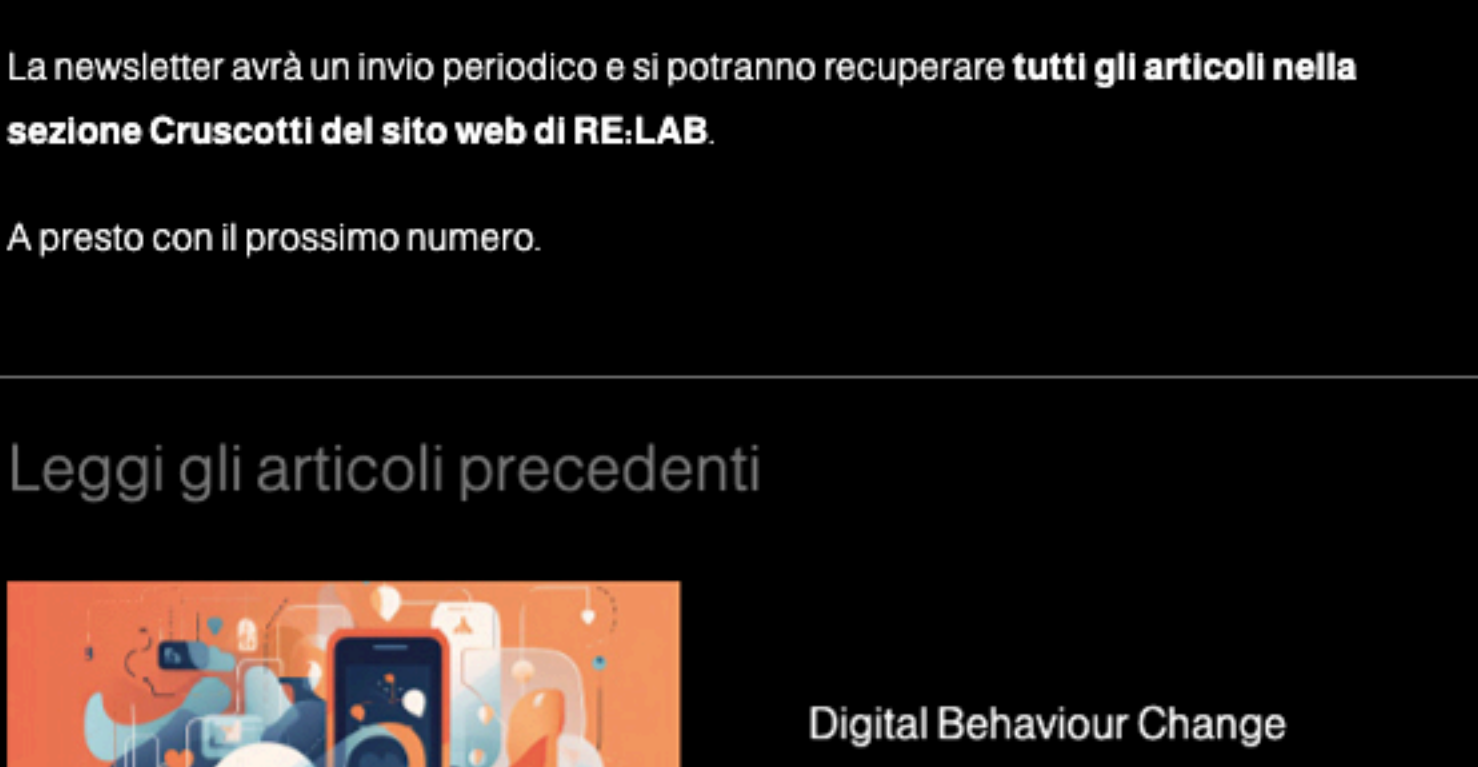 La newsletter avrà un invio periodico e si potranno recuperare tutti gli articoli nella
sezione Cruscotti del sito web di RE:LAB.
A presto con il prossimo numero.
Leggi gli articoli precedenti
Digital Behaviour Change